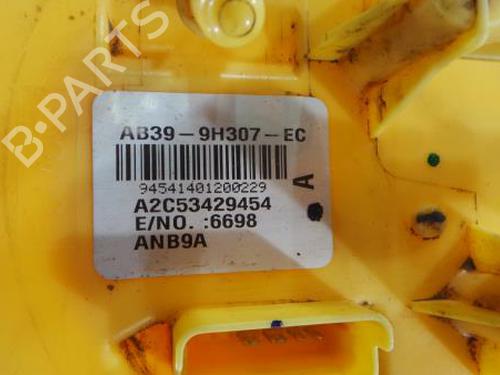 B-PARTS
AB39-9H307-EC
94541401200229
A
A2C53429454
E/NO. :6698
ANB9A